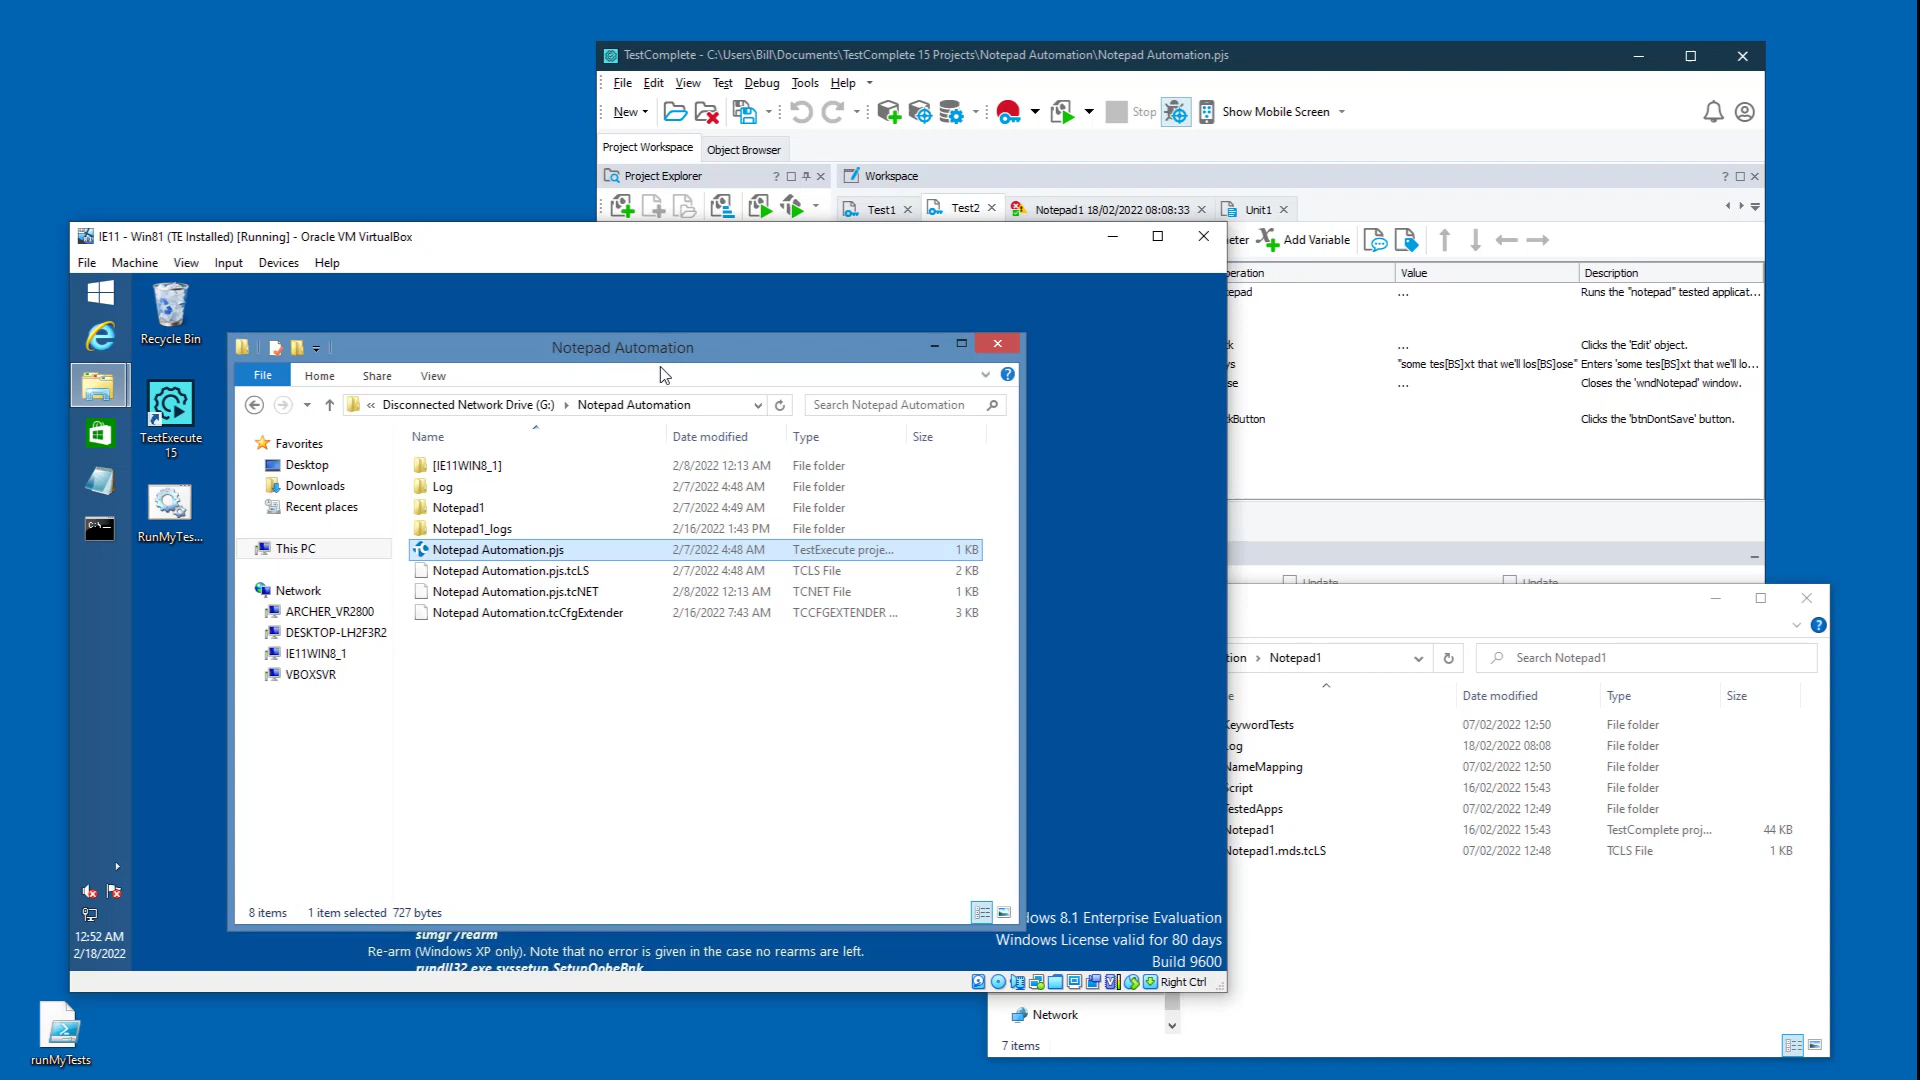 TestComplete - C:\Users\Bill\Documents\TestComplete 15 Projects\Notepad Automation\Notepad Automation.pjs
File Edit View Test Debug Tools Help
New Stop Show Mobile Screen
Project Workspace Object Browser
Project Explorer ? Workspace ?
Test1 Test2 Notepad1 18/02/2022 08:08:33 Unit1
Add Variable
Value Description
... Runs the "notepad" tested applicat...
... Clicks the 'Edit' object.
"some tes[BS]xt that we'll los[BS]ose" Enters 'some tes[BS]xt that we'll lo...
... Closes the 'wndNotepad' window.
Clicks the 'btnDontSave' button.
IE11 - Win81 (TE Installed) [Running] - Oracle VM VirtualBox
File Machine View Input Devices Help
Recycle Bin
TestExecute
15
RunMyTes...
Notepad Automation
File Home Share View
« Disconnected Network Drive (G:) Notepad Automation Search Notepad Automation
Name Date modified Type Size
Favorites
Desktop
Downloads
Recent places
This PC
Network
ARCHER_VR2800
DESKTOP-LH2F3R2
IE11WIN8_1
VBOXSVR
[IE11WIN8_1] 2/8/2022 12:13 AM File folder
Log 2/7/2022 4:48 AM File folder
Notepad1 2/7/2022 4:49 AM File folder
Notepad1_logs 2/16/2022 1:43 PM File folder
Notepad Automation.pjs 2/7/2022 4:48 AM TestExecute proje... 1 KB
Notepad Automation.pjs.tcLS 2/7/2022 4:48 AM TCLS File 2 KB
Notepad Automation.pjs.tcNET 2/8/2022 12:13 AM TCNET File 1 KB
Notepad Automation.tcCfgExtender 2/16/2022 7:43 AM TCCFGEXTENDER ... 3 KB
8 items 1 item selected 727 bytes
Re-arm (Windows XP only). Note that no error is given in the case no rearms are left.
8.1 Enterprise Evaluation
Windows License valid for 80 days
Build 9600
12:52 AM
2/18/2022
Right Ctrl
Notepad1 Search Notepad1
Date modified Type Size
KeywordTests 07/02/2022 12:50 File folder
18/02/2022 08:08 File folder
NameMapping 07/02/2022 12:50 File folder
Script 16/02/2022 15:43 File folder
TestedApps 07/02/2022 12:49 File folder
Notepad1 16/02/2022 15:43 TestComplete proj... 44 KB
Notepad1.mds.tcLS 07/02/2022 12:48 TCLS File 1 KB
Network
7 items
runMyTests